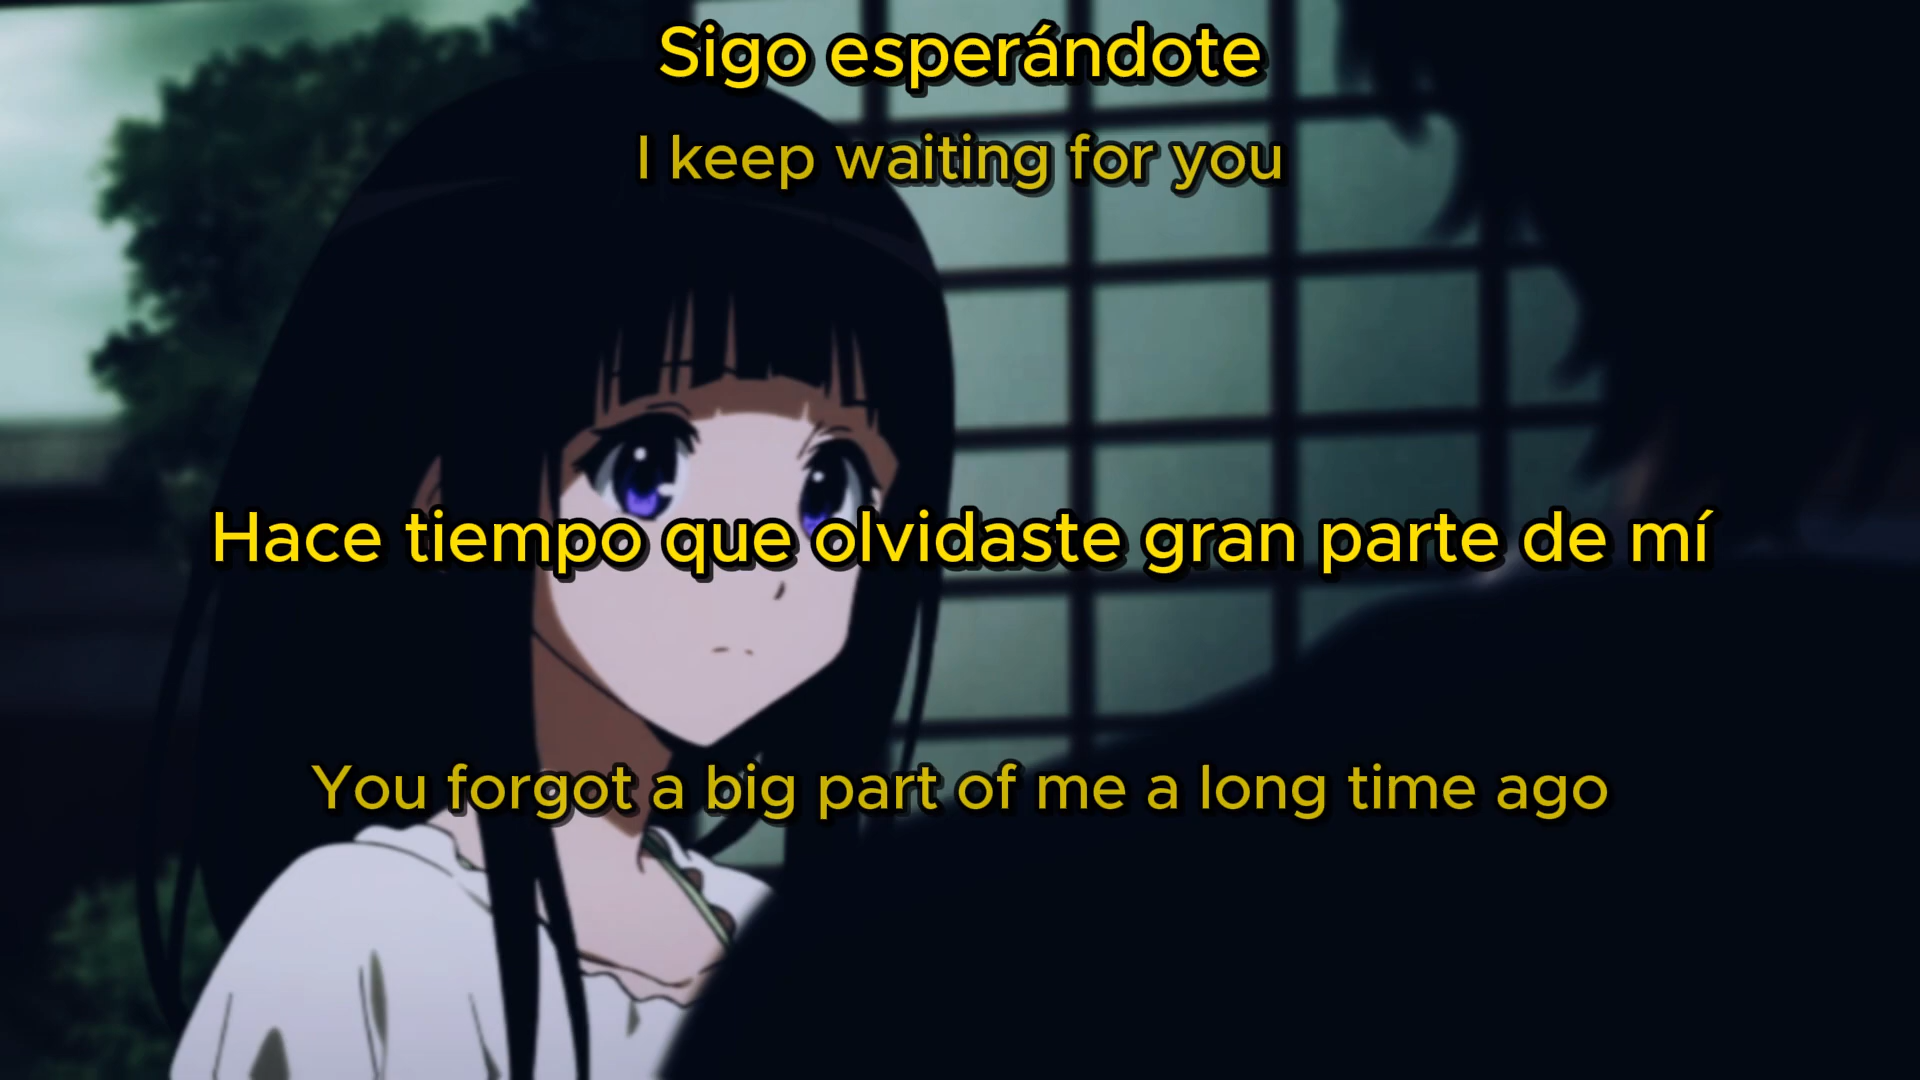 Sigo esperándote
I keep waiting for you
Hace tiempo que olvidaste gran parte de mí
You forgot a big part of me a long time ago